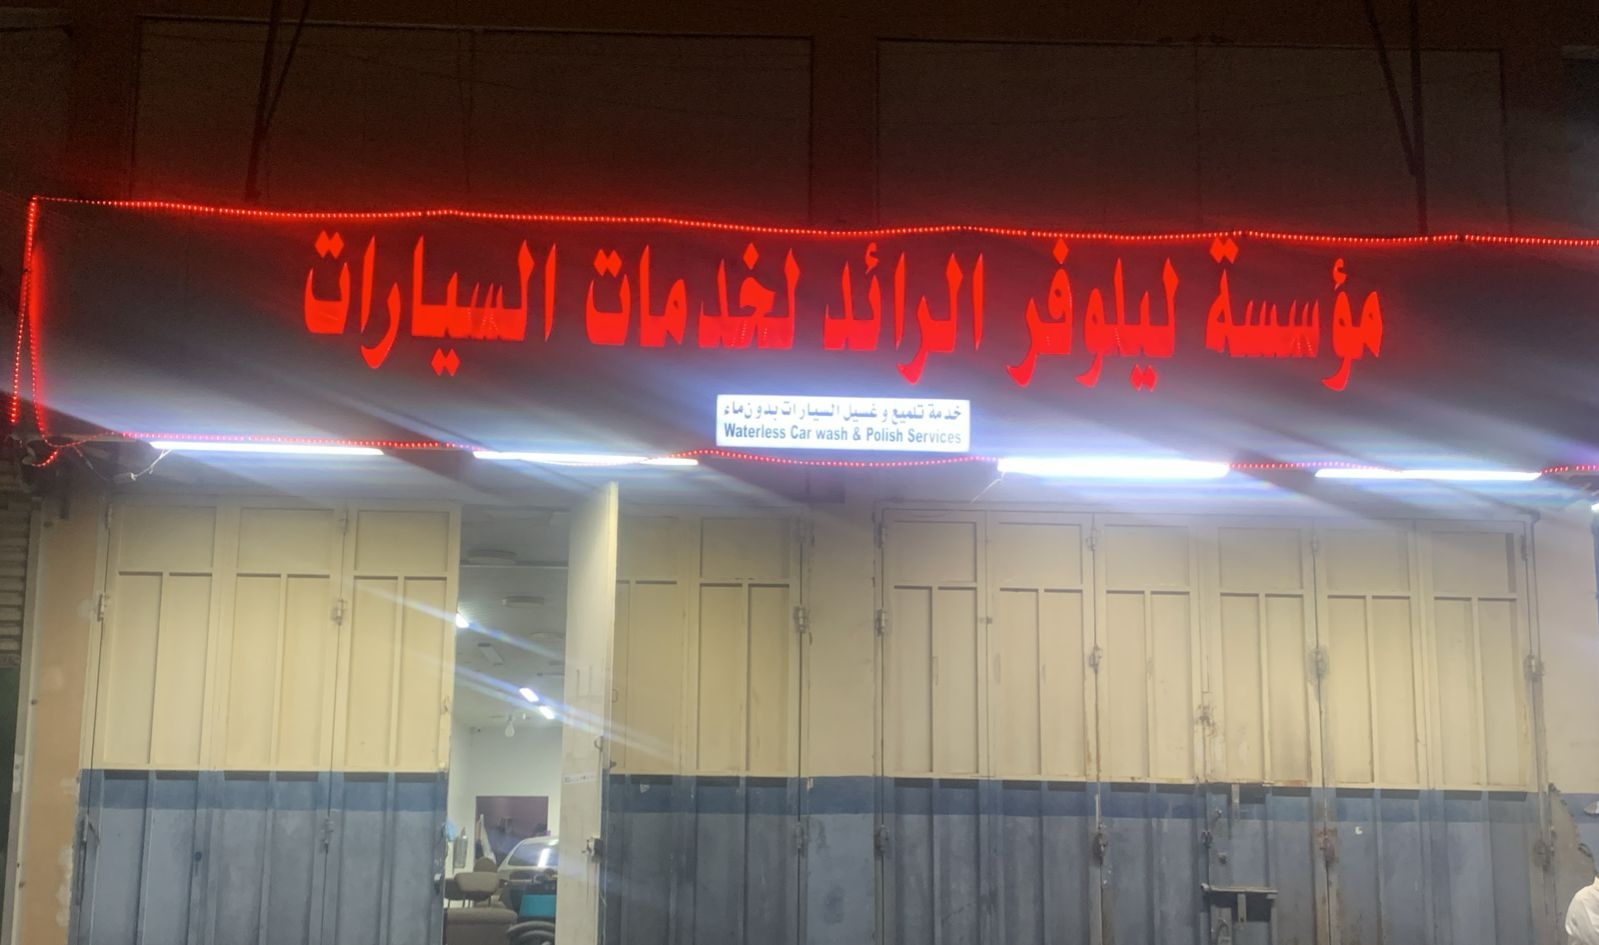 مؤسسة ليلوفر الرائد لخدمات السيارات
خدمة تلميع و غسيل السيارات بدون ماء
Waterless Car wash & Polish Services